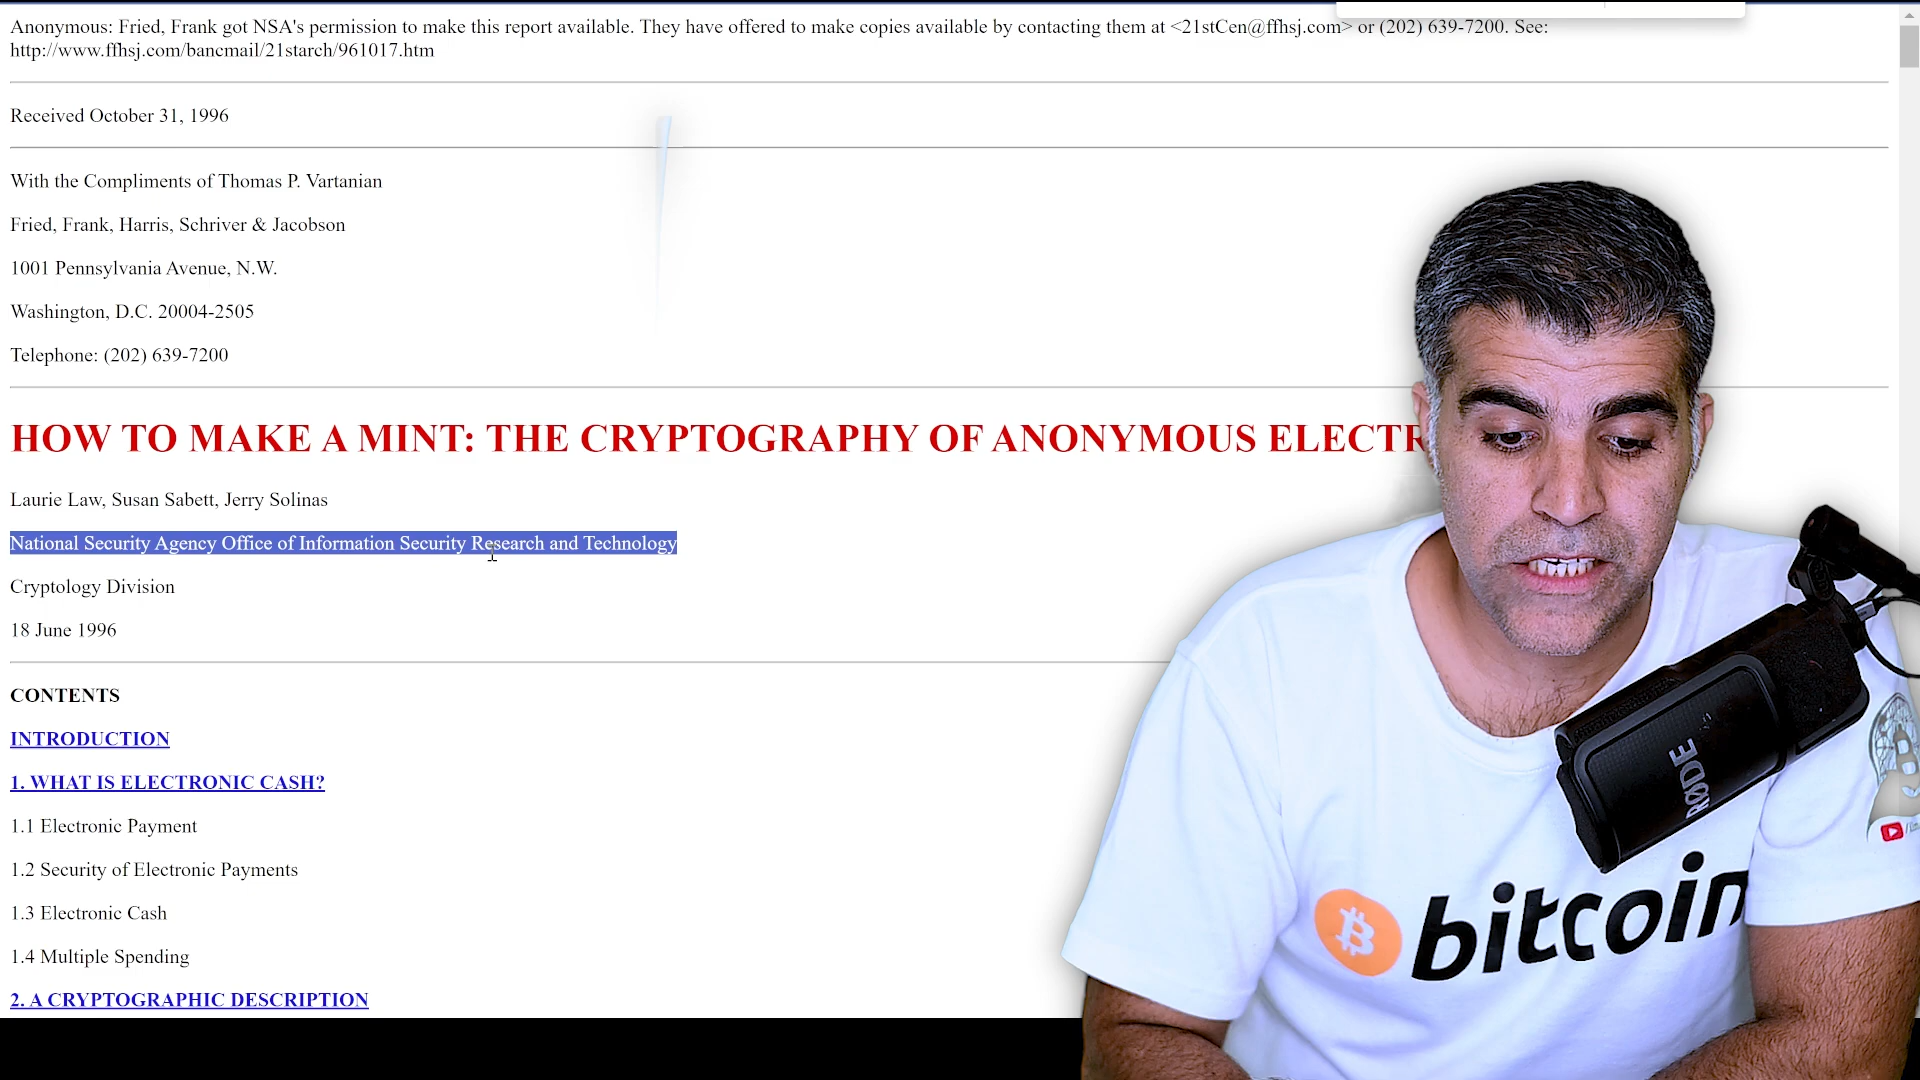 Anonymous: Fried, Frank got NSA's permission to make this report available. They have offered to make copies available by contacting them at <21stCen@ffhsj.com> or (202) 639-7200. See:
http://www.ffhsj.com/bancmail/21starch/961017.htm
Received October 31, 1996
With the Compliments of Thomas P. Vartanian
Fried, Frank, Harris, Schriver & Jacobson
1001 Pennsylvania Avenue, N.W.
Washington, D.C. 20004-2505
Telephone: (202) 639-7200
HOW TO MAKE A MINT: THE CRYPTOGRAPHY OF ANONYMOUS ELECTR
Laurie Law, Susan Sabett, Jerry Solinas
National Security Agency Office of Information Security Research and Technology
Cryptology Division
18 June 1996
CONTENTS
INTRODUCTION
1. WHAT IS ELECTRONIC CASH?
1.1 Electronic Payment
1.2 Security of Electronic Payments
1.3 Electronic Cash
1.4 Multiple Spending
2. A CRYPTOGRAPHIC DESCRIPTION
RØDE
bitcoin